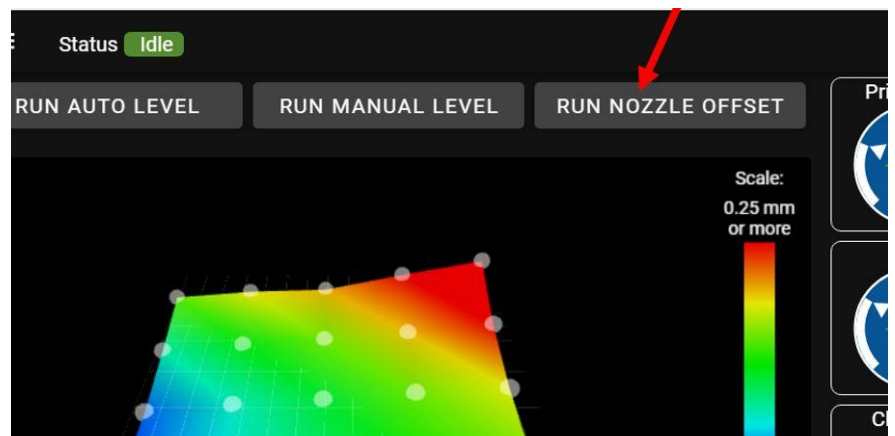 Status Idle
RUN AUTO LEVEL
RUN MANUAL LEVEL
RUN NOZZLE OFFSET
Pri
Scale:
0.25 mm
or more
Cl